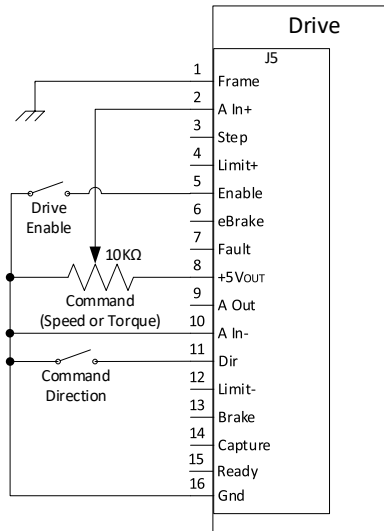 Drive
J5
1 Frame
2 A In+
3 Step
4 Limit+
5 Enable
Drive
Enable
6 eBrake
7 Fault
10KΩ
8 +5VOUT
Command
(Speed or Torque)
9 A Out
10 A In-
11 Dir
Command
Direction
12 Limit-
13 Brake
14 Capture
15 Ready
16 Gnd